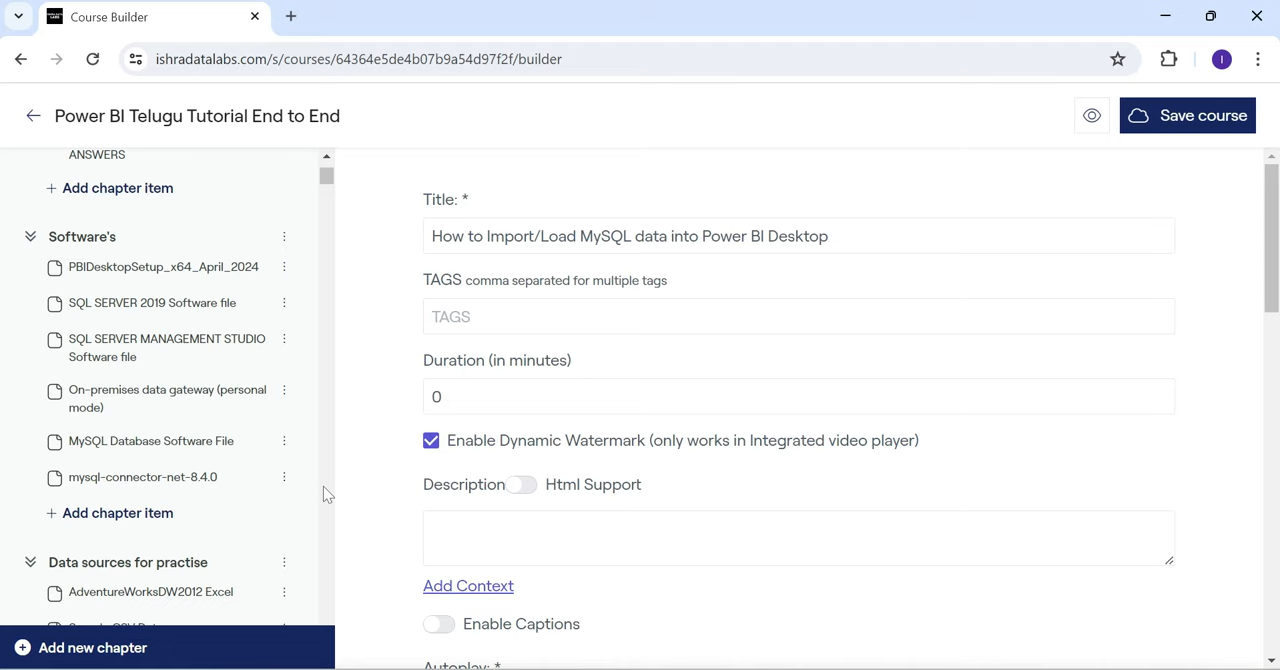 Course Builder
ishradatalabs.com/s/courses/64364e5de4b07b9a54d97f2f/builder
I
Power BI Telugu Tutorial End to End
Save course
ANSWERS
+ Add chapter item
Software's
PBIDesktopSetup_x64_April_2024
SQL SERVER 2019 Software file
SQL SERVER MANAGEMENT STUDIO
Software file
On-premises data gateway (personal
mode)
MySQL Database Software File
mysql-connector-net-8.4.0
+ Add chapter item
Data sources for practise
AdventureWorksDW2012 Excel
Add new chapter
Title: *
How to Import/Load MySQL data into Power BI Desktop
TAGS comma separated for multiple tags
TAGS
Duration (in minutes)
0
Enable Dynamic Watermark (only works in Integrated video player)
Description Html Support
Add Context
Enable Captions
Autoplay: *